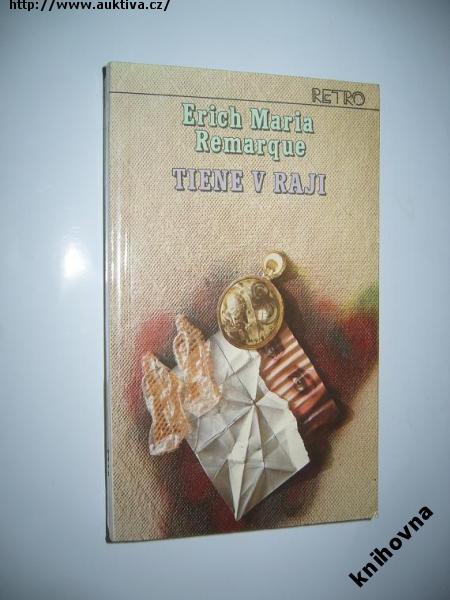 http://www.auktiva.cz/
RETRO
Erich Maria
Remarque
TIENE V RAJI
knihovna